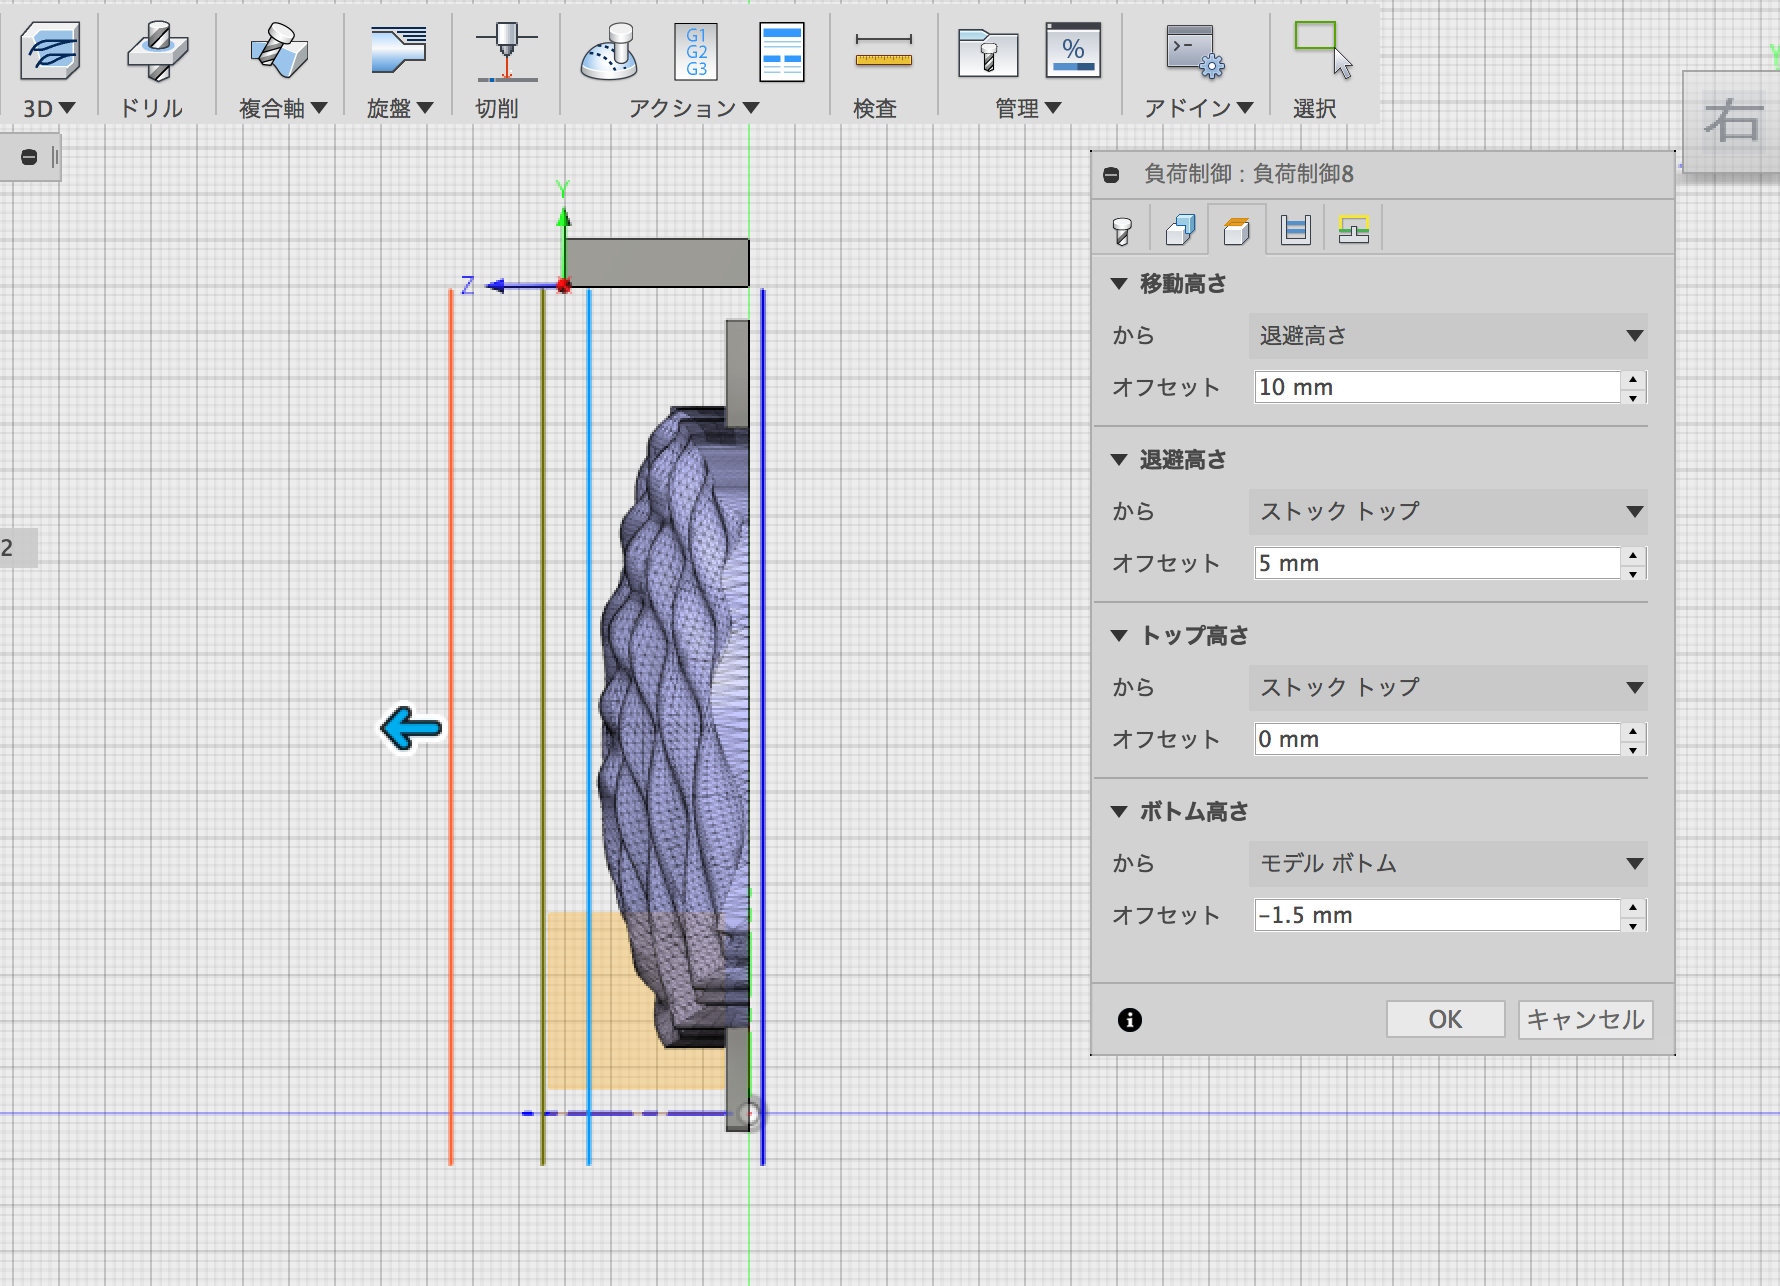 G1
G2
G3
%
3D
ドリル
複合軸
旋盤
切削
アクション
検査
管理
アドイン
選択
Y
右
負荷制御 : 負荷制御8
Y
Z
移動高さ
から
退避高さ
オフセット
10 mm
退避高さ
から
ストック トップ
オフセット
5 mm
2
トップ高さ
から
ストック トップ
オフセット
0 mm
ボトム高さ
から
モデル ボトム
オフセット
-1.5 mm
OK
キャンセル